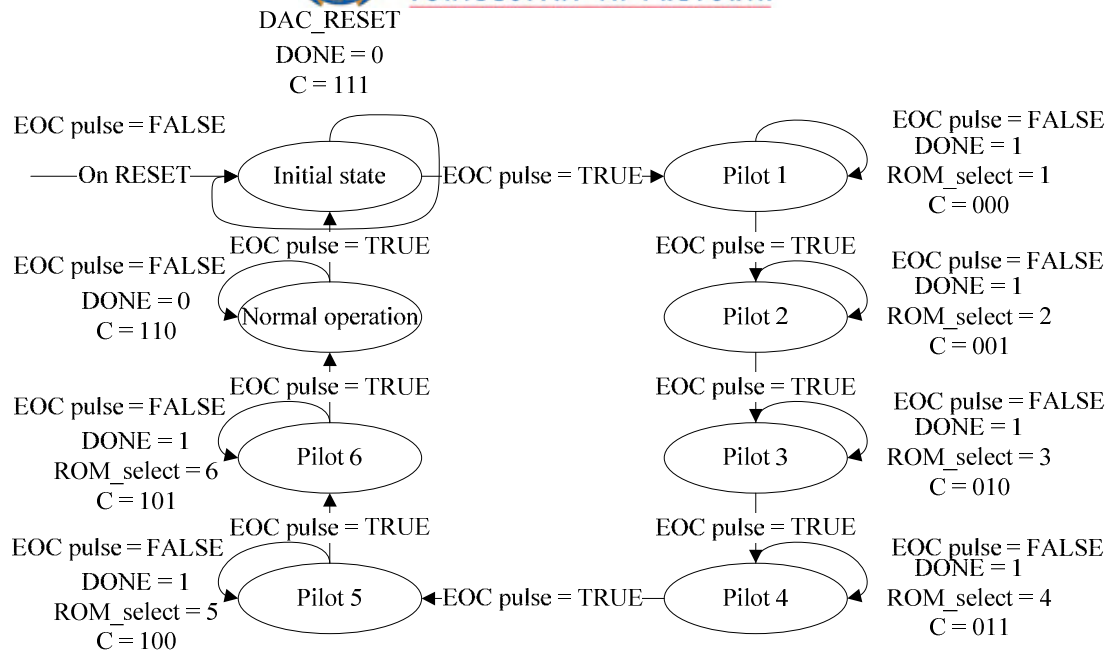 DAC_RESET
DONE = 0
C = 111
EOC pulse = FALSE
On RESET
Initial state
EOC pulse = TRUE
Pilot 1
EOC pulse = FALSE
DONE = 1
ROM_select = 1
C = 000
EOC pulse = TRUE
EOC pulse = TRUE
EOC pulse = FALSE
DONE = 0
C = 110
Normal operation
Pilot 2
EOC pulse = FALSE
DONE = 1
ROM_select = 2
C = 001
EOC pulse = TRUE
EOC pulse = TRUE
EOC pulse = FALSE
DONE = 1
ROM_select = 6
C = 101
Pilot 6
Pilot 3
EOC pulse = FALSE
DONE = 1
ROM_select = 3
C = 010
EOC pulse = TRUE
EOC pulse = TRUE
EOC pulse = FALSE
DONE = 1
ROM_select = 5
C = 100
Pilot 5
EOC pulse = TRUE
Pilot 4
EOC pulse = FALSE
DONE = 1
ROM_select = 4
C = 011